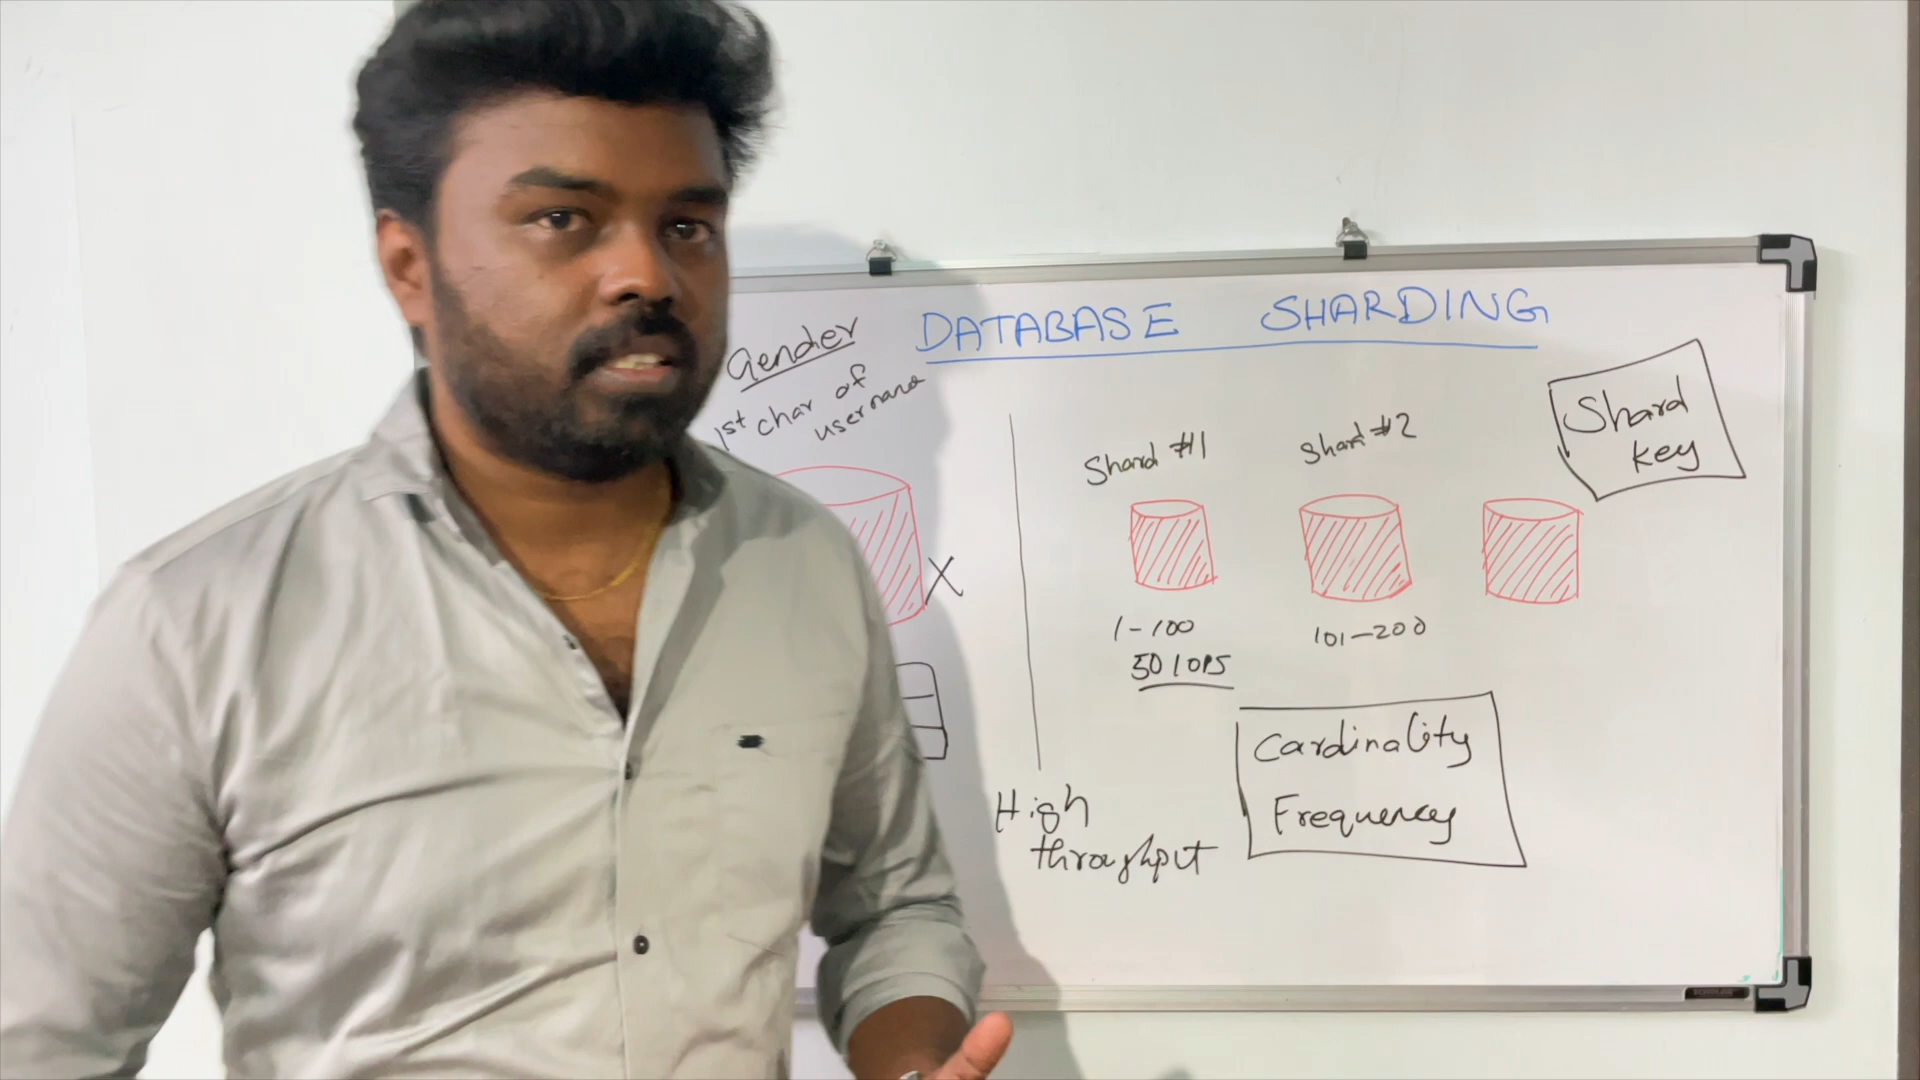 DATABASE SHARDING
Gender
1st char of
username
Shard #1
Shard #2
Shard
key
X
1-100
50 IOPS
101-200
Cardinality
Frequency
High
throughput